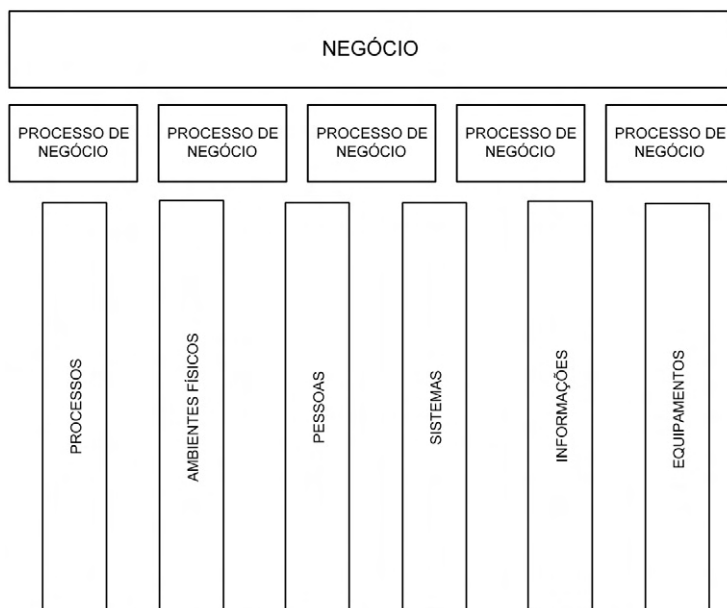 NEGÓCIO
PROCESSO DE
NEGÓCIO
PROCESSO DE
NEGÓCIO
PROCESSO DE
NEGÓCIO
PROCESSO DE
NEGÓCIO
PROCESSO DE
NEGÓCIO
PROCESSOS
AMBIENTES FÍSICOS
PESSOAS
SISTEMAS
INFORMAÇÕES
EQUIPAMENTOS